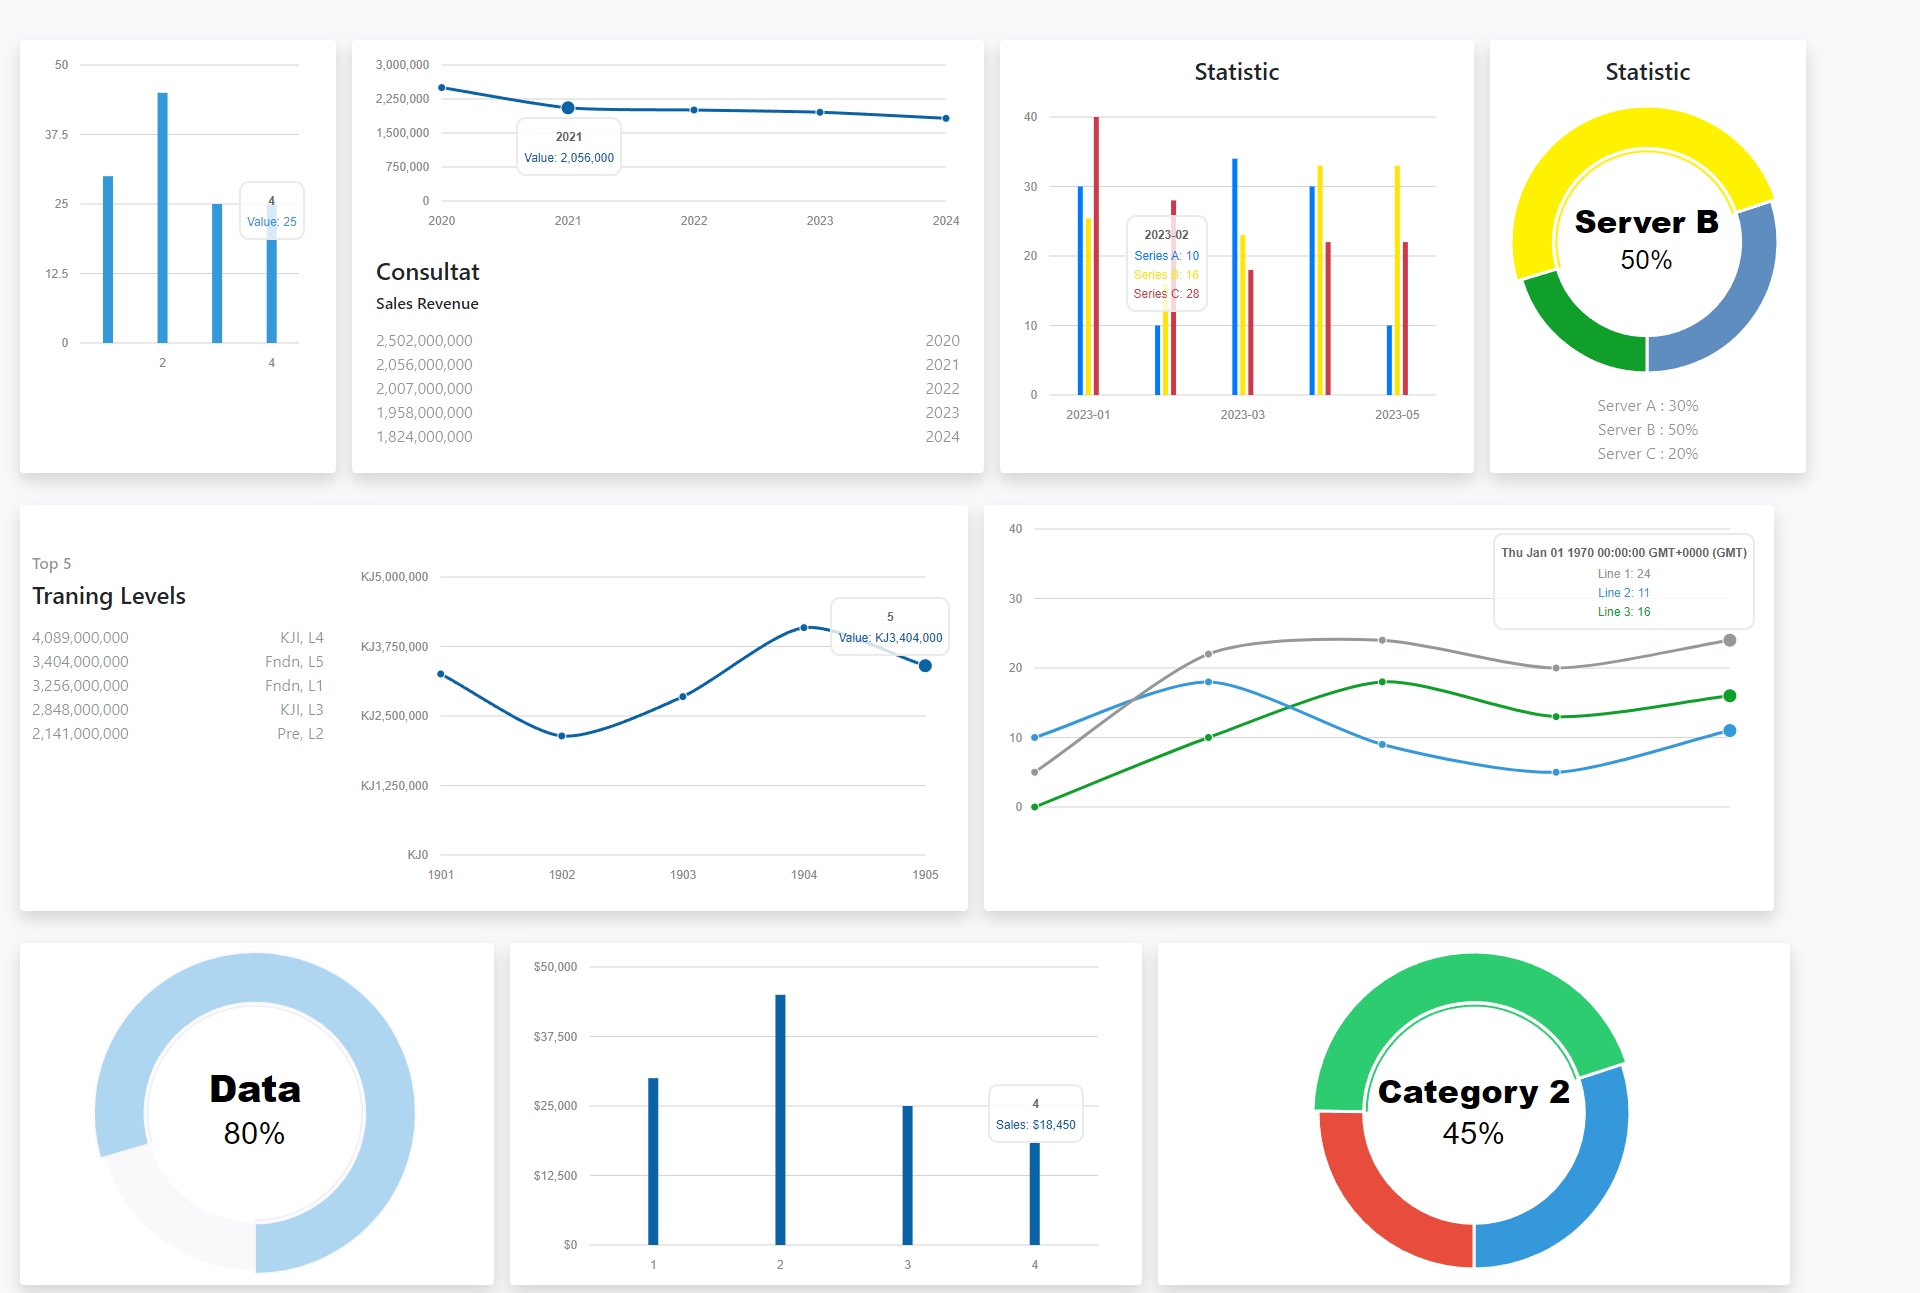 50
37.5
25
12.5
0
2
4
4
Value: 25
3,000,000
2,250,000
1,500,000
750,000
0
2020
2021
2022
2023
2024
2021
Value: 2,056,000
Consultat
Sales Revenue
2,502,000,000 2020
2,056,000,000 2021
2,007,000,000 2022
1,958,000,000 2023
1,824,000,000 2024
Statistic
40
30
20
10
0
2023-01
2023-03
2023-05
2023-02
Series A: 10
Series B: 16
Series C: 28
Statistic
Server B
50%
Server A : 30%
Server B : 50%
Server C : 20%
Top 5
Traning Levels
4,089,000,000 KJI, L4
3,404,000,000 Fndn, L5
3,256,000,000 Fndn, L1
2,848,000,000 KJI, L3
2,141,000,000 Pre, L2
KJ5,000,000
KJ3,750,000
KJ2,500,000
KJ1,250,000
KJ0
1901
1902
1903
1904
1905
5
Value: KJ3,404,000
40
30
20
10
0
Thu Jan 01 1970 00:00:00 GMT+0000 (GMT)
Line 1: 24
Line 2: 11
Line 3: 16
Data
80%
$50,000
$37,500
$25,000
$12,500
$0
1
2
3
4
4
Sales: $18,450
Category 2
45%